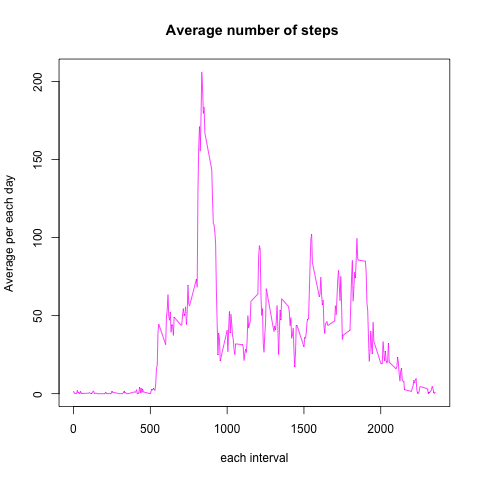 Average number of steps
Average per each day
200
150
100
50
0
0 500 1000 1500 2000
each interval